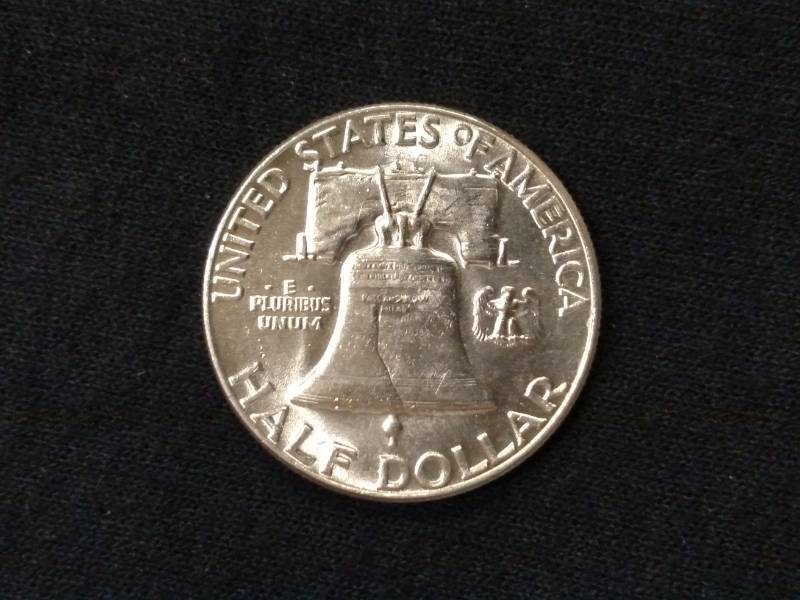 UNITED STATES OF AMERICA
· E ·
PLURIBUS
UNUM
HALF DOLLAR